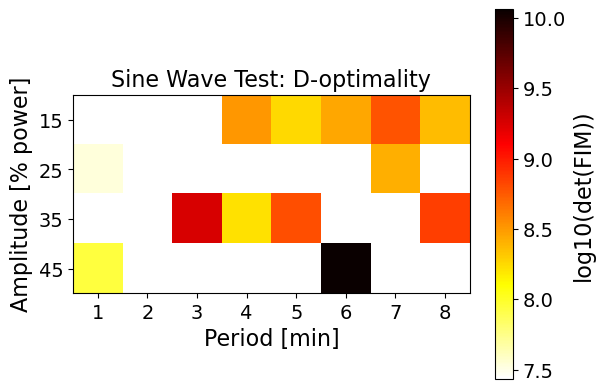 Sine Wave Test: D-optimality
Amplitude [% power]
15
25
35
45
1 2 3 4 5 6 7 8
Period [min]
10.0
9.5
9.0
8.5
8.0
7.5
log10(det(FIM))